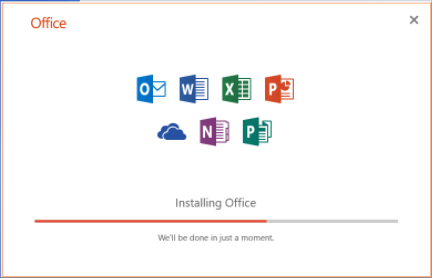 Office
O W X P
N P
Installing Office
We'll be done in just a moment.